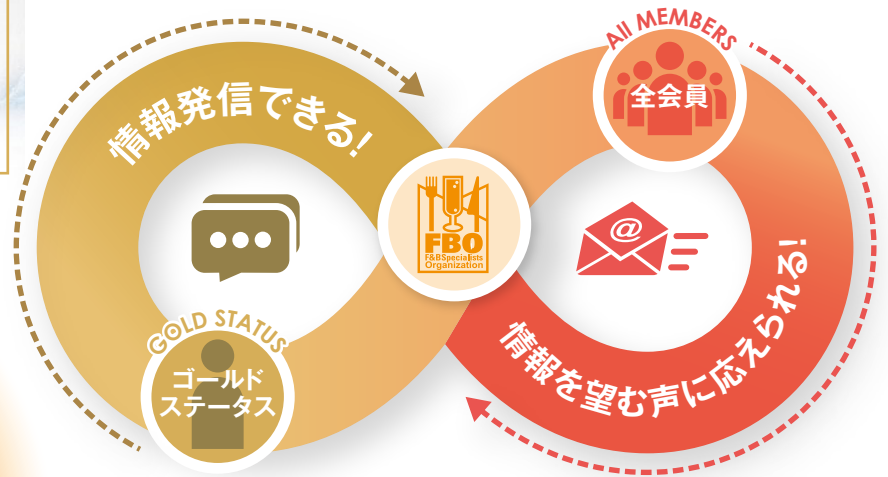 情報発信できる!
GOLD STATUS
ゴールド
ステータス
FBO
F&BSpecialists
Organization
All MEMBERS
全会員
@
情報を望む声に応えられる!